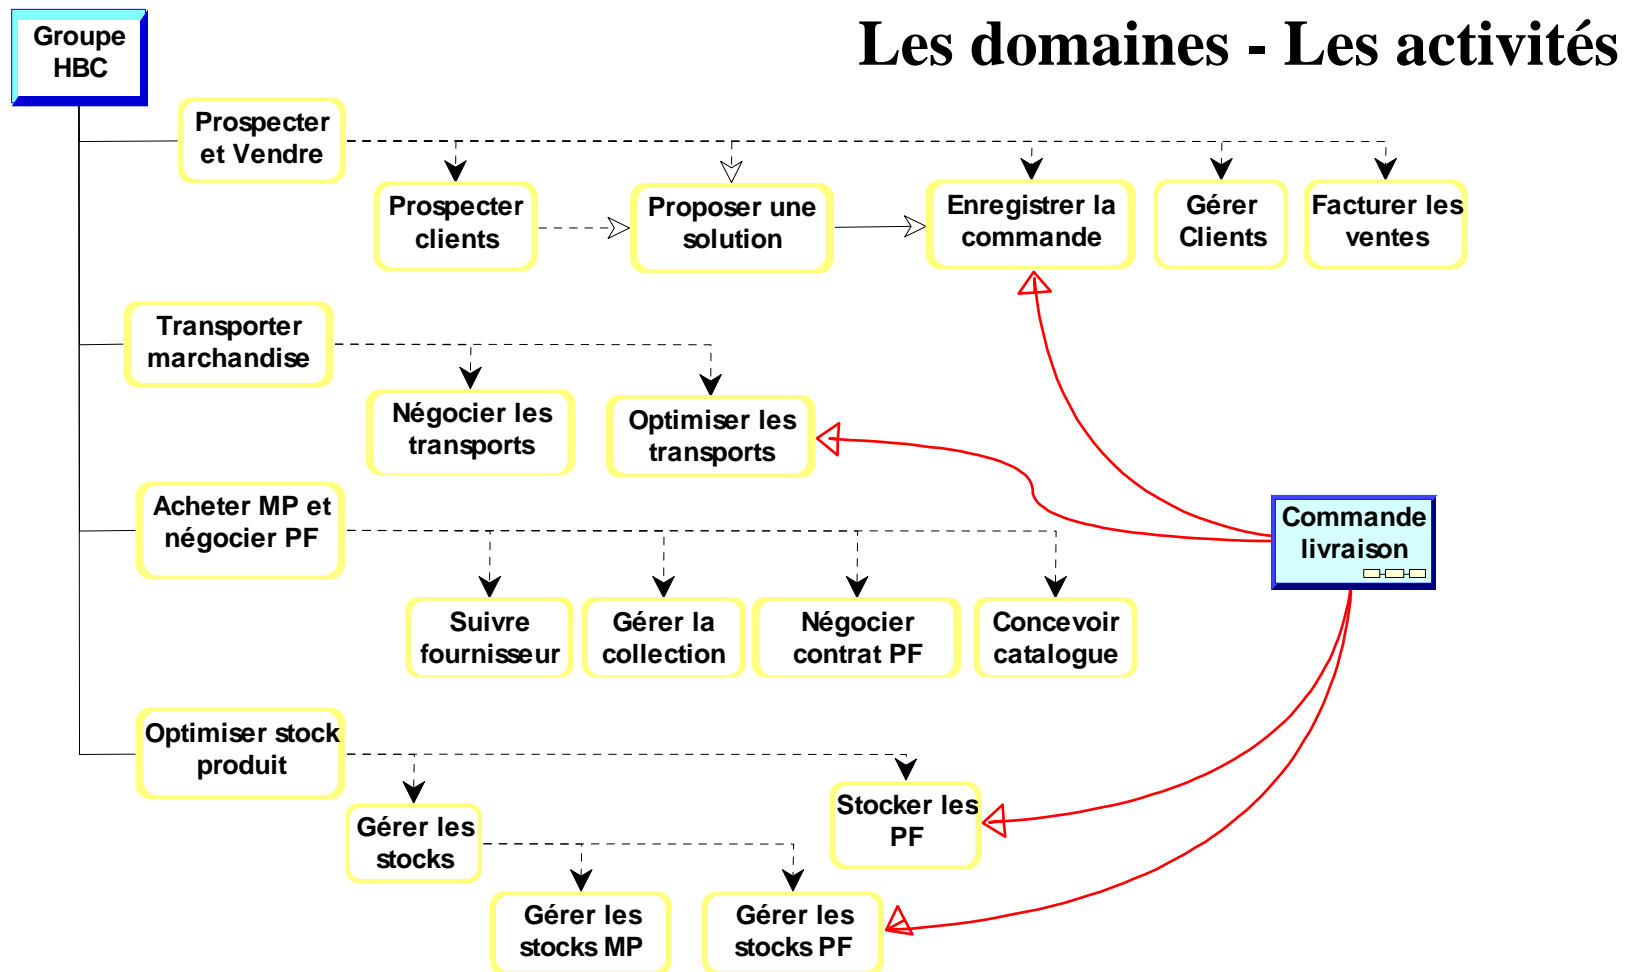 Groupe
HBC
Les domaines - Les activités
Prospecter
et Vendre
Prospecter
clients
Proposer une
solution
Enregistrer la
commande
Gérer
Clients
Facturer les
ventes
Transporter
marchandise
Négocier les
transports
Optimiser les
transports
Acheter MP et
négocier PF
Commande
livraison
Suivre
fournisseur
Gérer la
collection
Négocier
contrat PF
Concevoir
catalogue
Optimiser stock
produit
Gérer les
stocks
Stocker les
PF
Gérer les
stocks MP
Gérer les
stocks PF